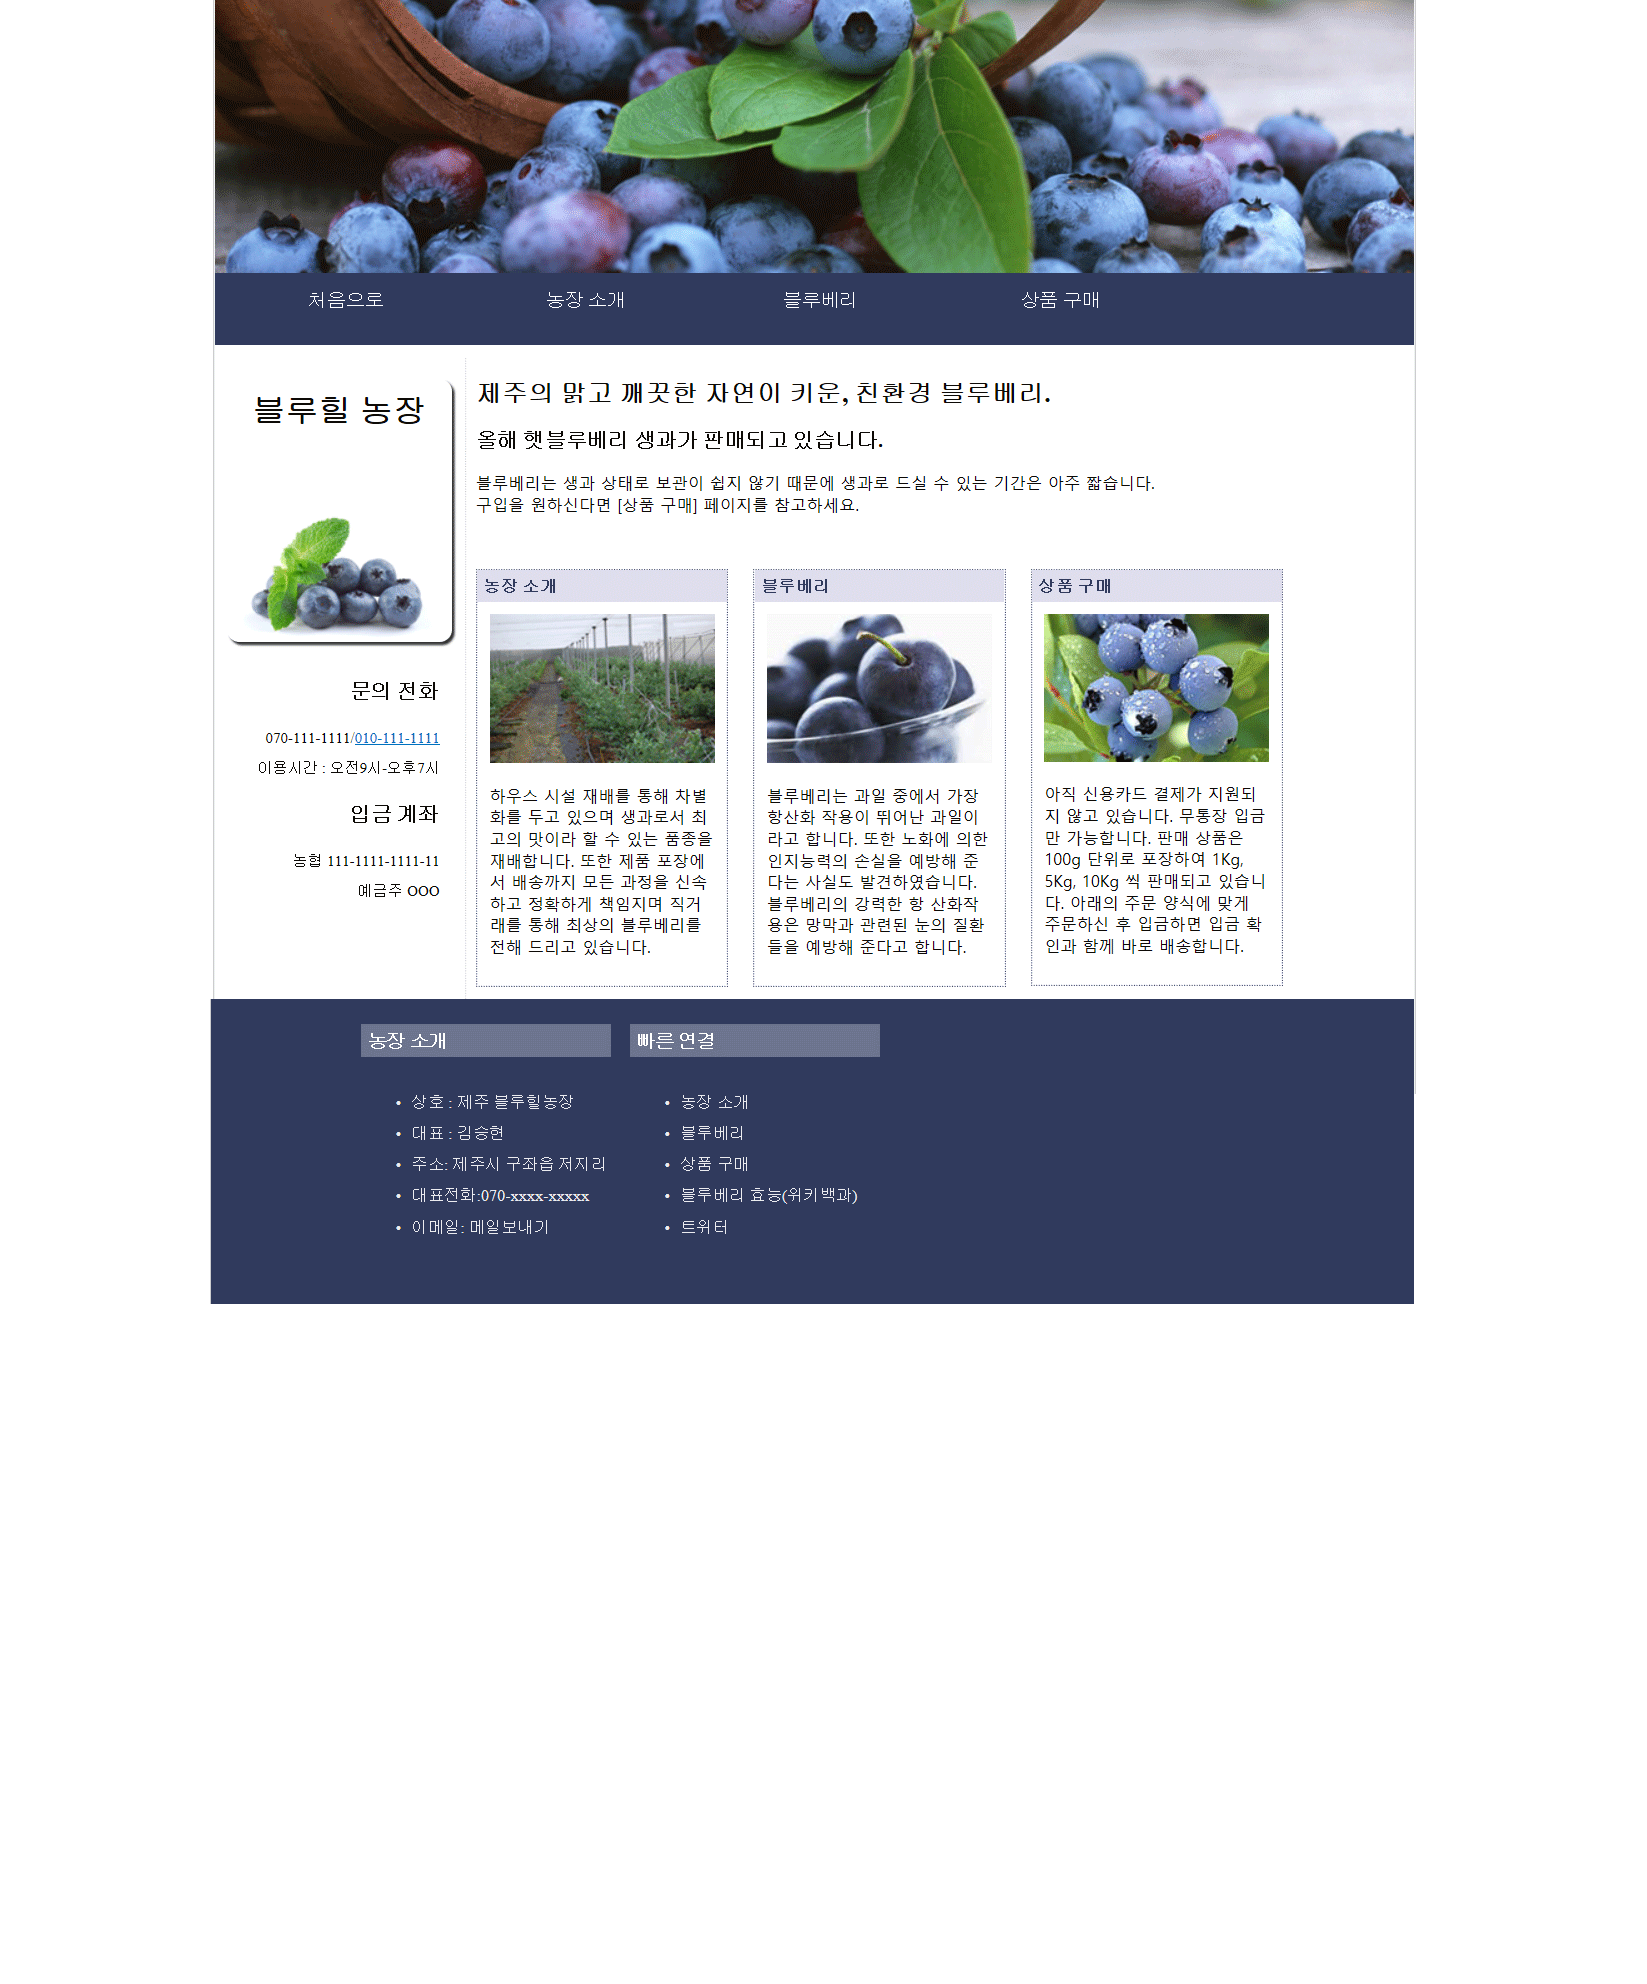 처음으로 농장 소개 블루베리 상품 구매
블루힐 농장
문의 전화
070-111-1111/010-111-1111
이용시간 : 오전9시-오후7시
입금 계좌
농협 111-1111-1111-11
예금주 OOO
제주의 맑고 깨끗한 자연이 키운, 친환경 블루베리.
올해 햇블루베리 생과가 판매되고 있습니다.
블루베리는 생과 상태로 보관이 쉽지 않기 때문에 생과로 드실 수 있는 기간은 아주 짧습니다.
구입을 원하신다면 [상품 구매] 페이지를 참고하세요.
농장 소개
하우스 시설 재배를 통해 차별
화를 두고 있으며 생과로서 최
고의 맛이라 할 수 있는 품종을
재배합니다. 또한 제품 포장에
서 배송까지 모든 과정을 신속
하고 정확하게 책임지며 직거
래를 통해 최상의 블루베리를
전해 드리고 있습니다.
블루베리
블루베리는 과일 중에서 가장
항산화 작용이 뛰어난 과일이
라고 합니다. 또한 노화에 의한
인지능력의 손실을 예방해 준
다는 사실도 발견하였습니다.
블루베리의 강력한 항 산화작
용은 망막과 관련된 눈의 질환
들을 예방해 준다고 합니다.
상품 구매
아직 신용카드 결제가 지원되
지 않고 있습니다. 무통장 입금
만 가능합니다. 판매 상품은
100g 단위로 포장하여 1Kg,
5Kg, 10Kg 씩 판매되고 있습니
다. 아래의 주문 양식에 맞게
주문하신 후 입금하면 입금 확
인과 함께 바로 배송합니다.
농장 소개
• 상호 : 제주 블루힐농장
• 대표 : 김승현
• 주소: 제주시 구좌읍 저지리
• 대표전화:070-xxxx-xxxxx
• 이메일: 메일보내기
빠른 연결
• 농장 소개
• 블루베리
• 상품 구매
• 블루베리 효능(위키백과)
• 트위터